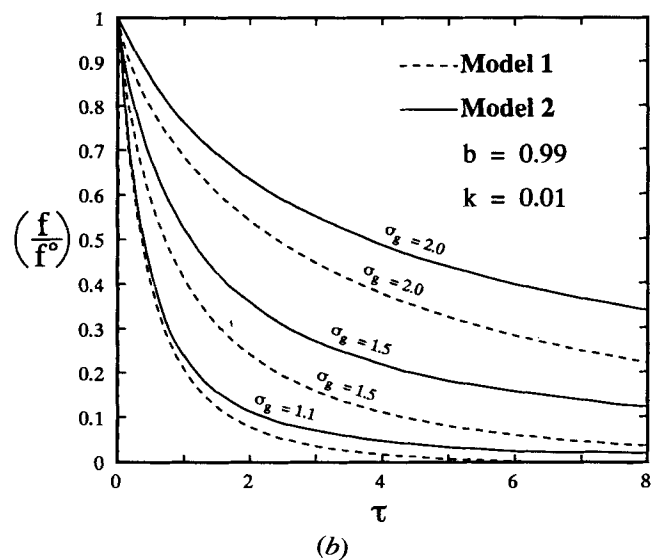 1
0.9
0.8
0.7
0.6
0.5
0.4
0.3
0.2
0.1
0
(f/f°)
Model 1
Model 2
b = 0.99
k = 0.01
σg = 2.0
σg = 2.0
σg = 1.5
σg = 1.5
σg = 1.1
0 2 4 6 8
τ
(b)